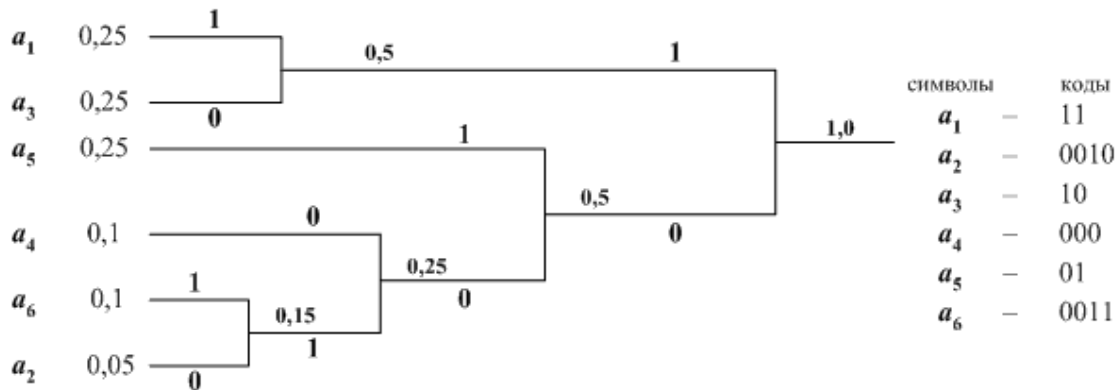 1
a1 0,25
0,5
1
a3 0,25
0
a5 0,25
1
1,0
0
0,5
a4 0,1
0
0,25
0
1
a6 0,1
0,15
1
a2 0,05
0
символы коды
a1 – 11
a2 – 0010
a3 – 10
a4 – 000
a5 – 01
a6 – 0011